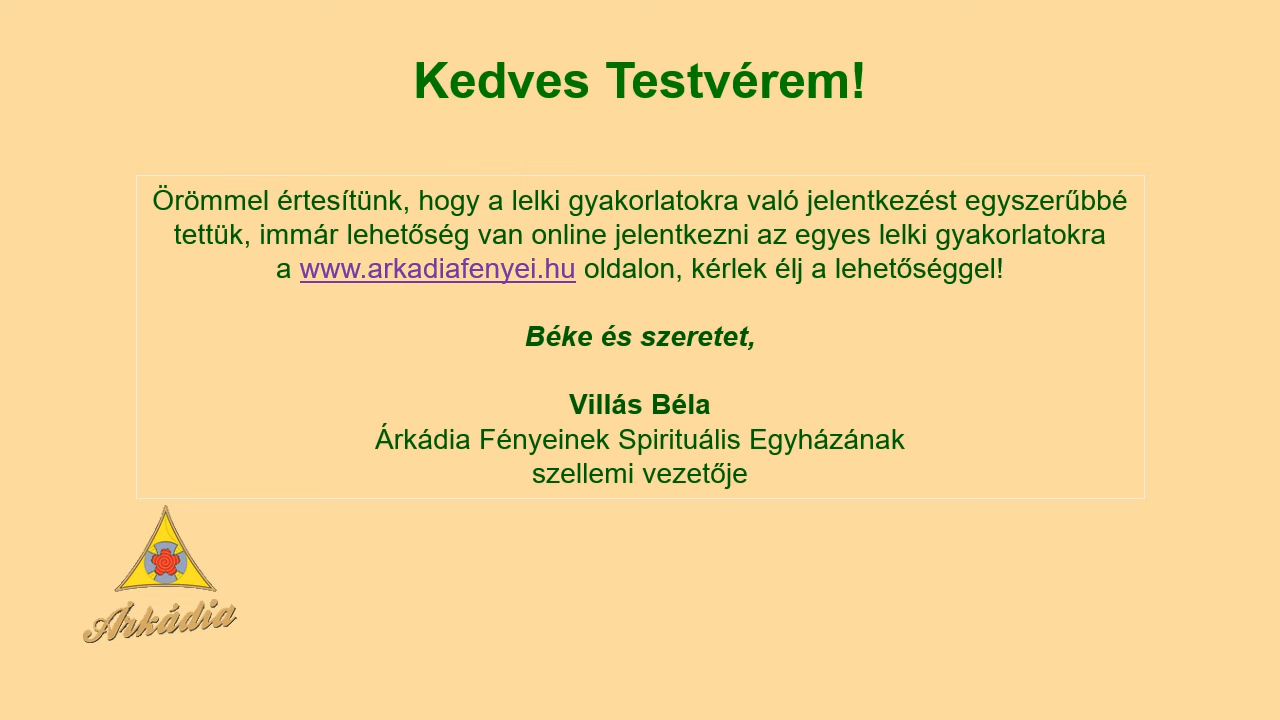 Kedves Testvérem!
Örömmel értesítünk, hogy a lelki gyakorlatokra való jelentkezést egyszerűbbé
tettük, immár lehetőség van online jelentkezni az egyes lelki gyakorlatokra
a www.arkadiafenyei.hu oldalon, kérlek élj a lehetőséggel!
Béke és szeretet,
Villás Béla
Árkádia Fényeinek Spirituális Egyházának
szellemi vezetője
Árkádia